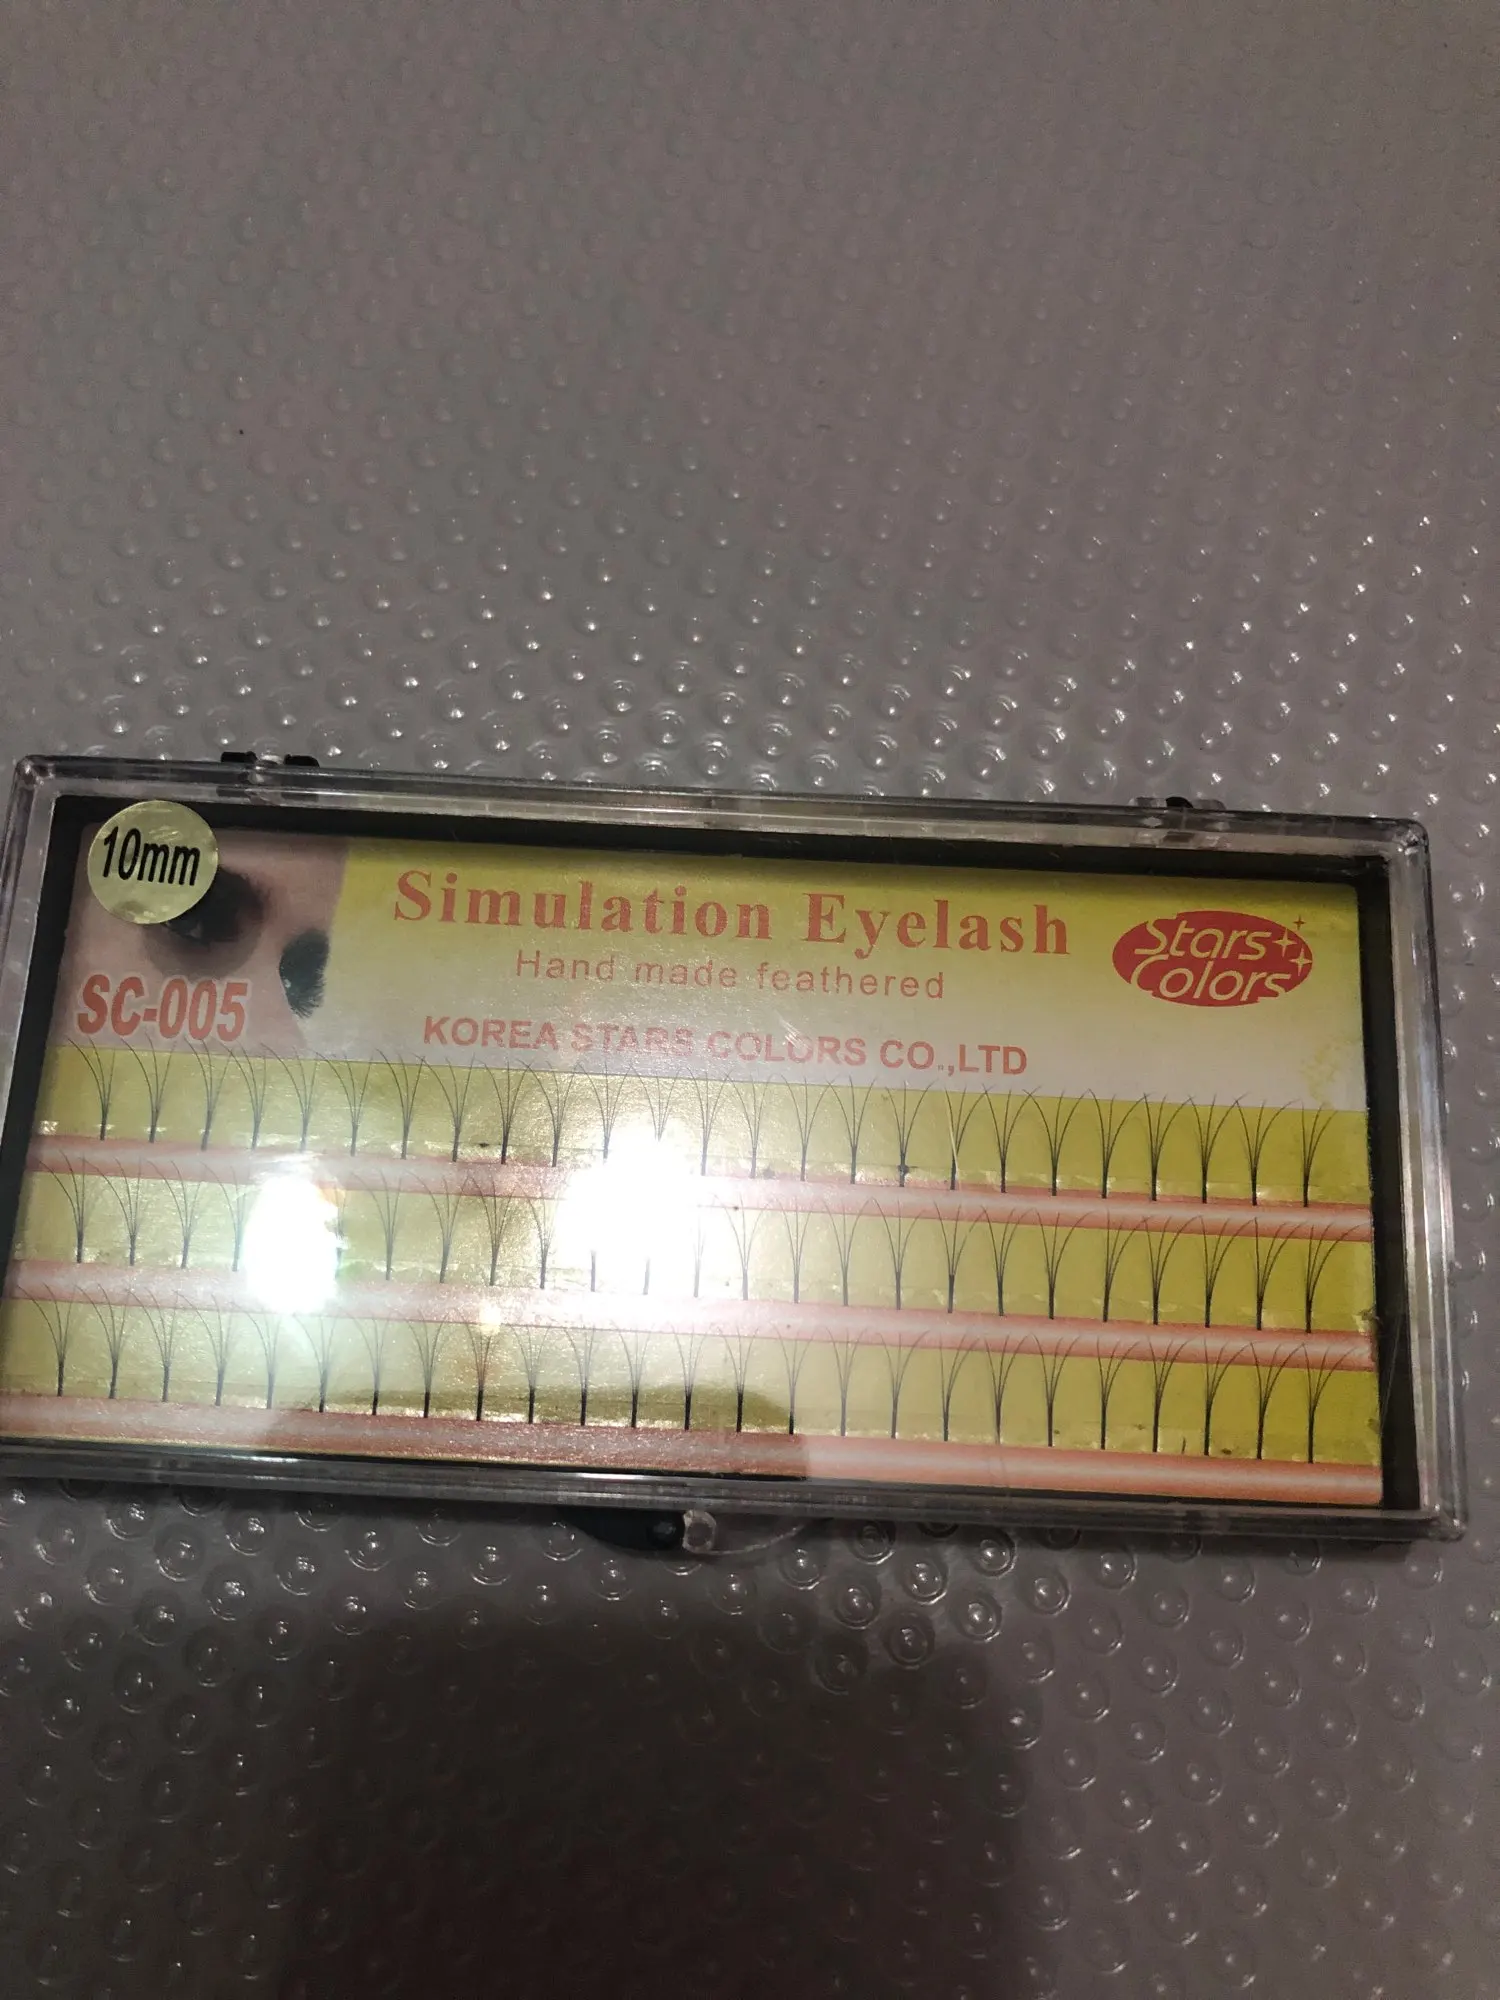 10mm
SC-005
Simulation Eyelash
Hand made feathered
KOREA STARS COLORS CO.,LTD
Stars
Colors